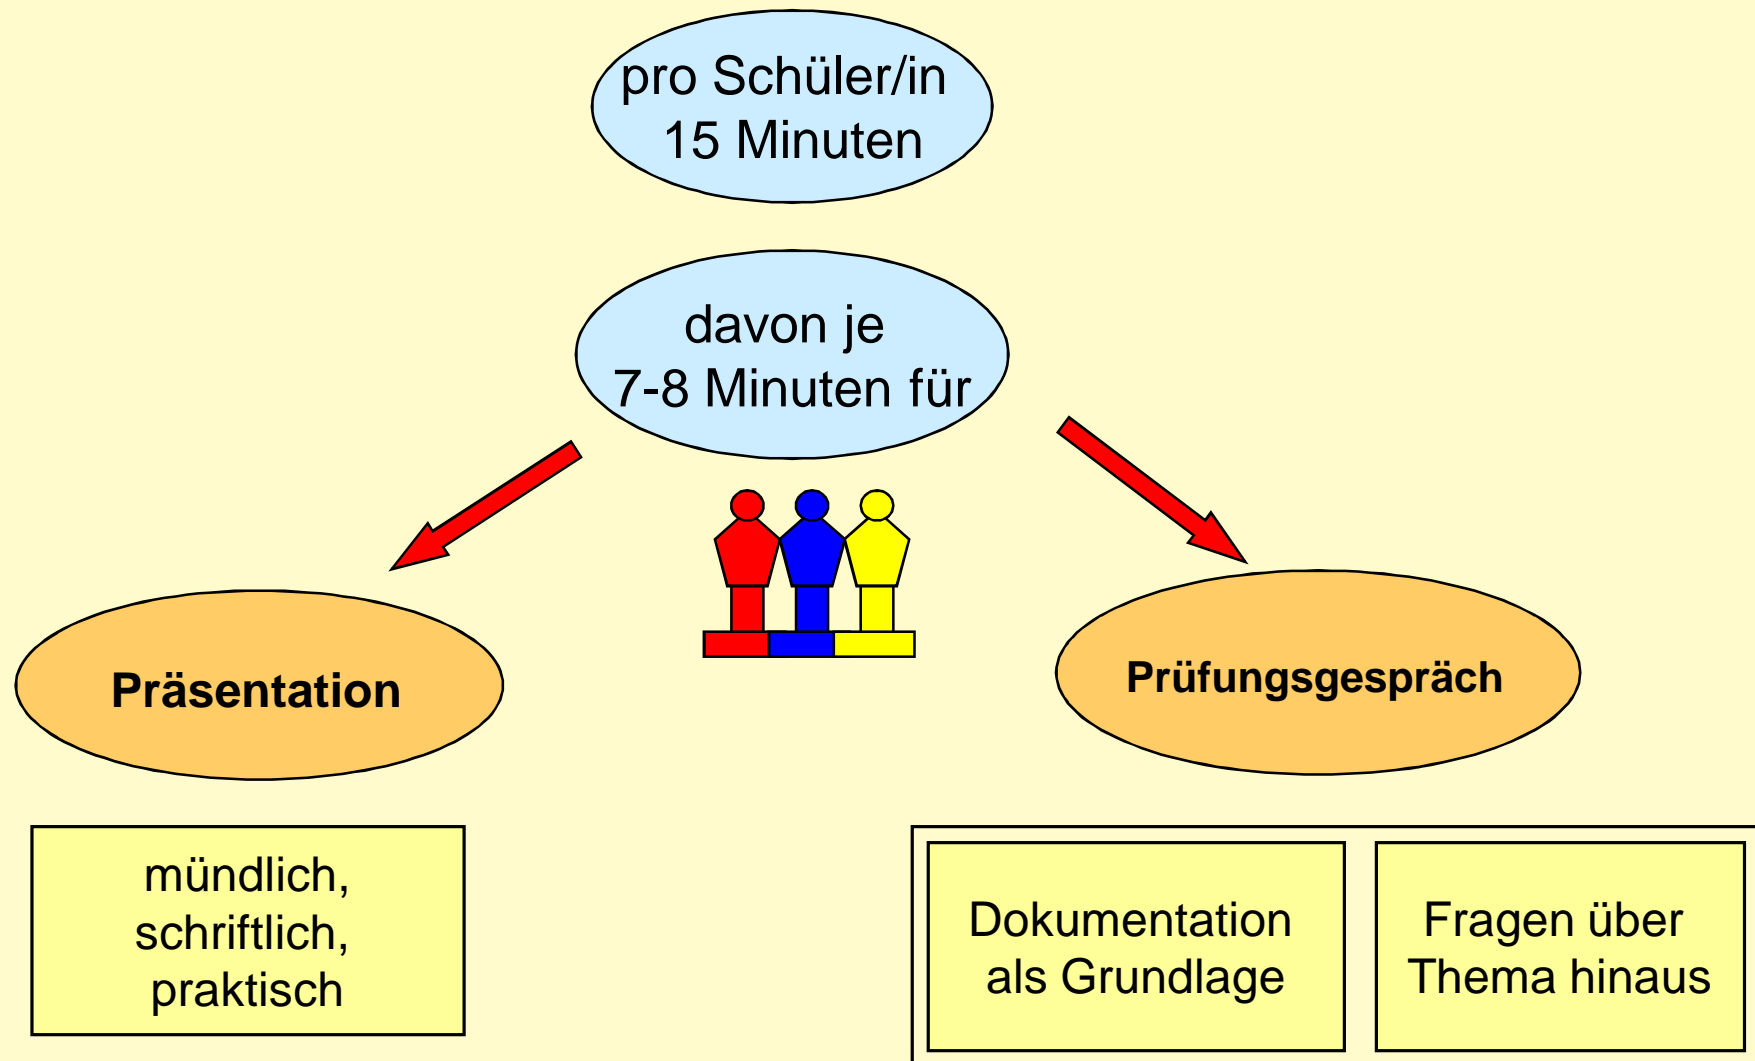 pro Schüler/in
15 Minuten
davon je
7-8 Minuten für
Präsentation
Prüfungsgespräch
mündlich,
schriftlich,
praktisch
Dokumentation
als Grundlage
Fragen über
Thema hinaus